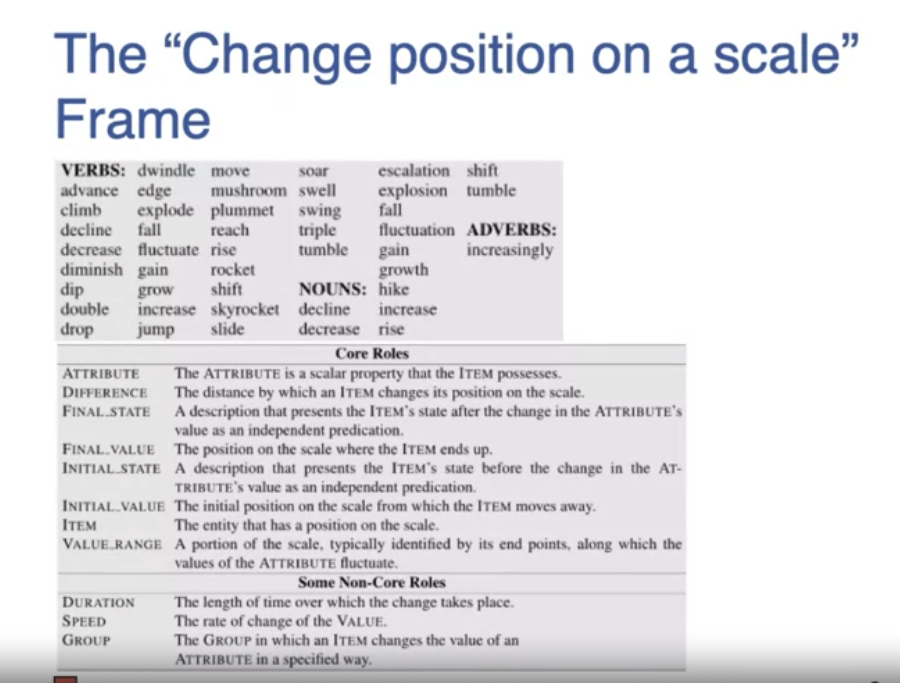 The “Change position on a scale”
Frame
VERBS: dwindle move soar escalation shift
advance edge mushroom swell explosion tumble
climb explode plummet swing fall
decline fall reach triple fluctuation ADVERBS:
decrease fluctuate rise tumble gain increasingly
diminish gain rocket growth
dip grow shift NOUNS: hike
double increase skyrocket decline increase
drop jump slide decrease rise
Core Roles
ATTRIBUTE The ATTRIBUTE is a scalar property that the ITEM possesses.
DIFFERENCE The distance by which an ITEM changes its position on the scale.
FINAL_STATE A description that presents the ITEM's state after the change in the ATTRIBUTE's
value as an independent predication.
FINAL_VALUE The position on the scale where the ITEM ends up.
INITIAL_STATE A description that presents the ITEM's state before the change in the AT-
TRIBUTE's value as an independent predication.
INITIAL_VALUE The initial position on the scale from which the ITEM moves away.
ITEM The entity that has a position on the scale.
VALUE_RANGE A portion of the scale, typically identified by its end points, along which the
values of the ATTRIBUTE fluctuate.
Some Non-Core Roles
DURATION The length of time over which the change takes place.
SPEED The rate of change of the VALUE.
GROUP The GROUP in which an ITEM changes the value of an
ATTRIBUTE in a specified way.